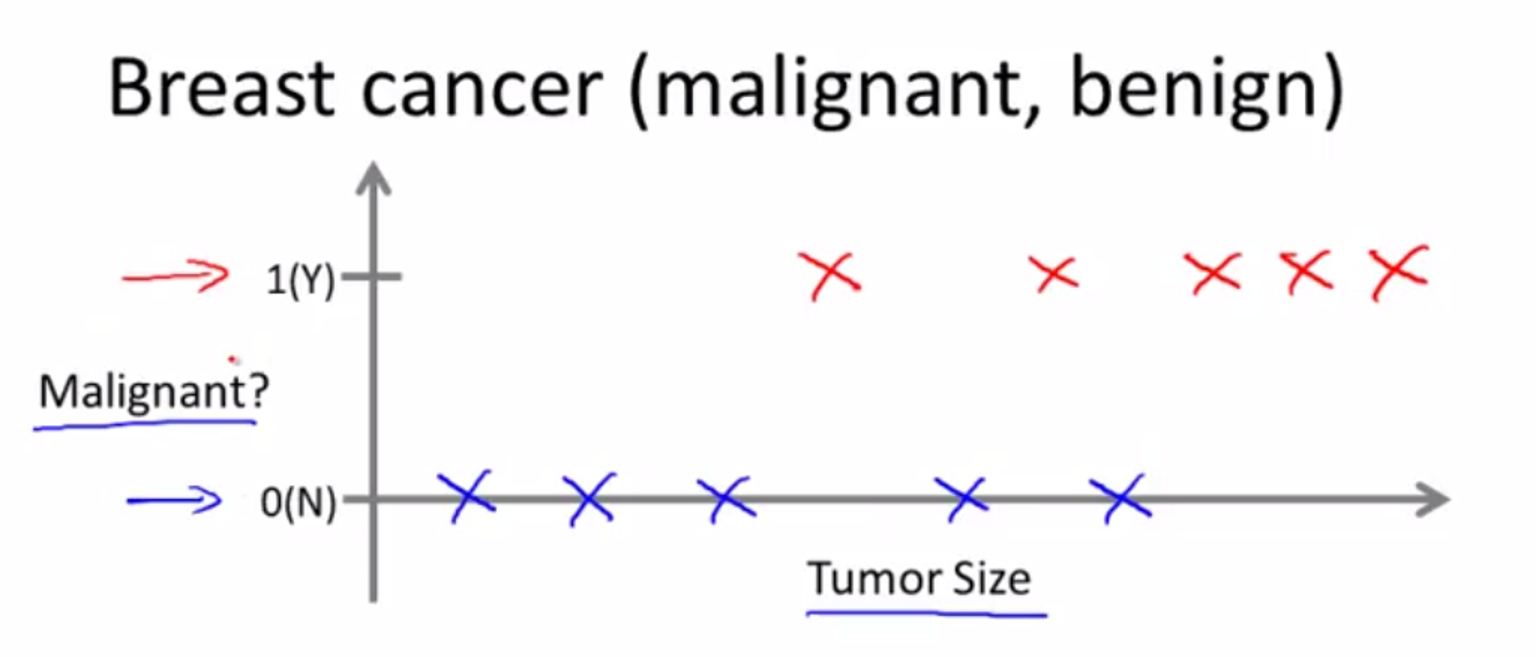 Breast cancer (malignant, benign)
1(Y)
Malignant?
0(N)
Tumor Size